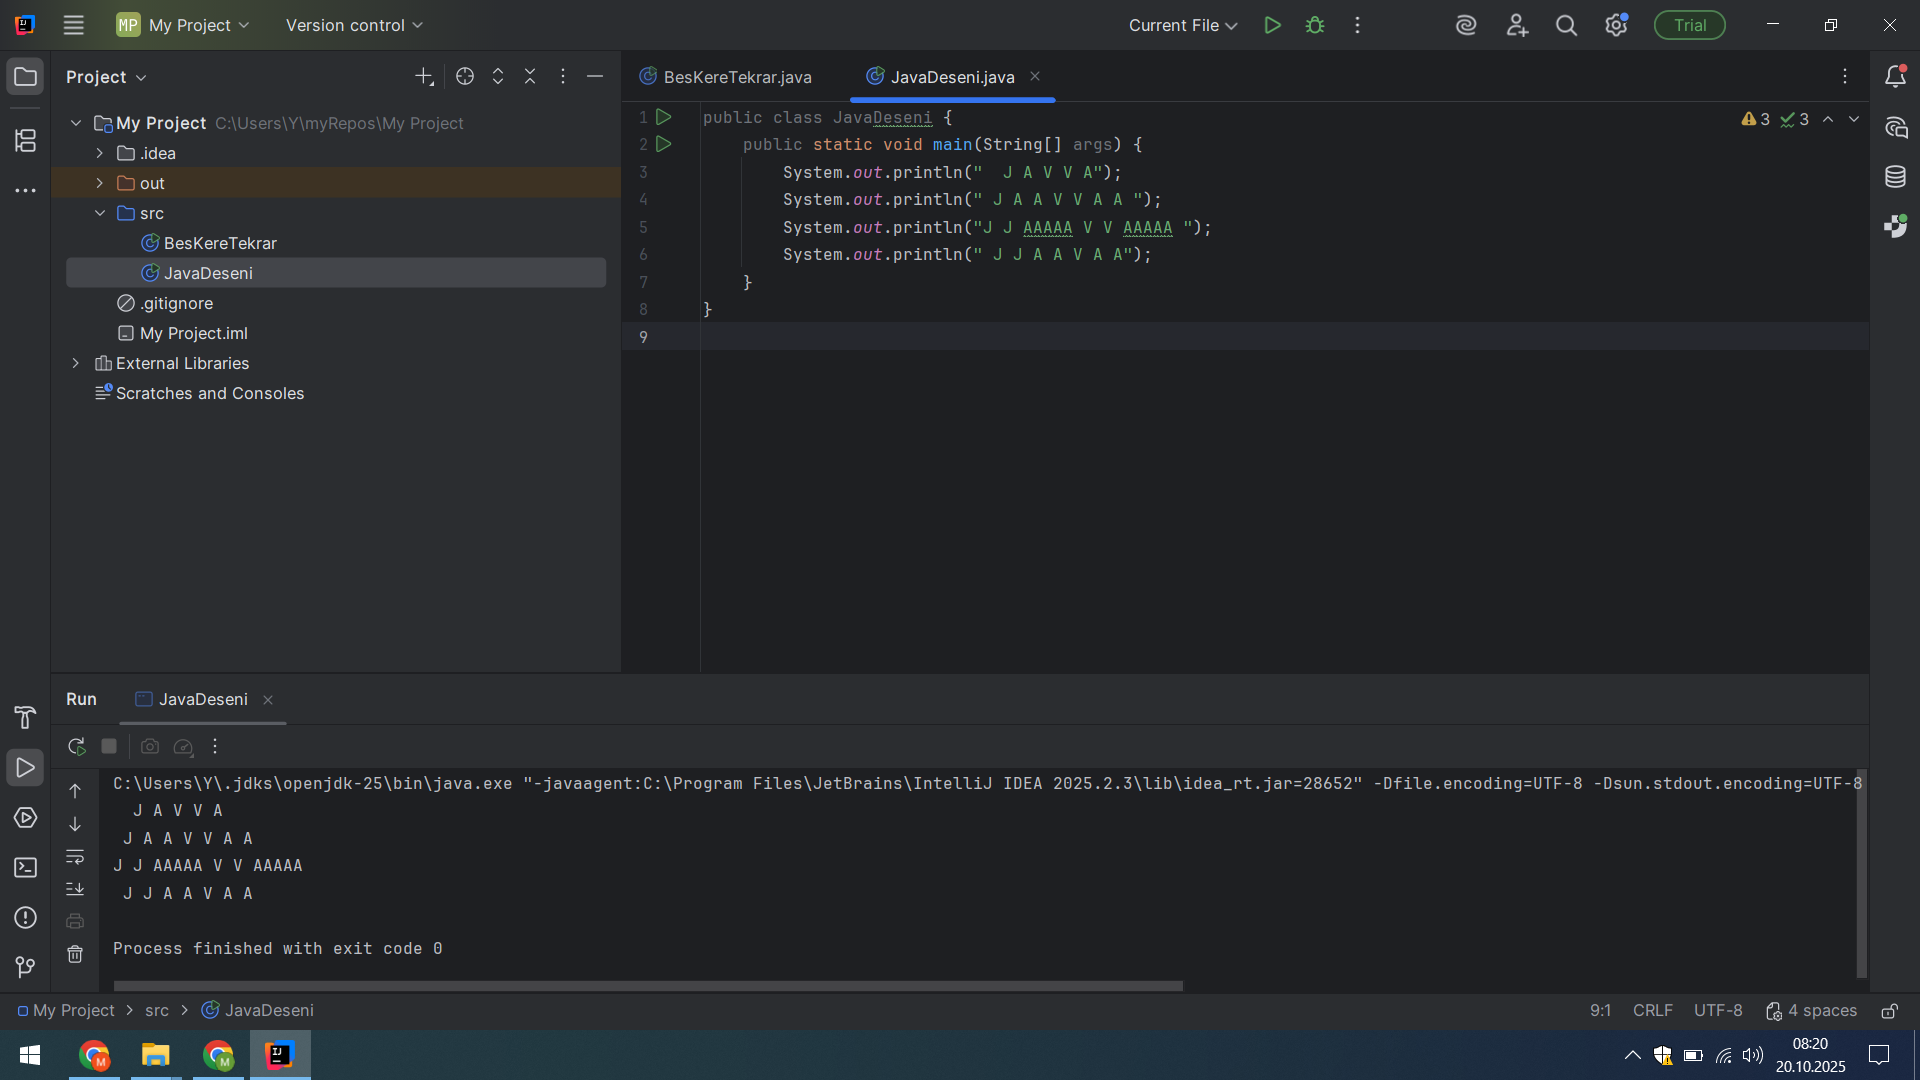 MP My Project
Version control
Current File
Trial
Project
BesKereTekrar.java
JavaDeseni.java
My Project C:\Users\Y\myRepos\My Project
.idea
out
src
BesKereTekrar
JavaDeseni
.gitignore
My Project.iml
External Libraries
Scratches and Consoles
1 public class JavaDeseni {
2     public static void main(String[] args) {
3         System.out.println("  J A V V A");
4         System.out.println(" J A A V V A A ");
5         System.out.println("J J AAAAA V V AAAAA ");
6         System.out.println(" J J A A V A A");
7     }
8 }
9
3 3
Run
JavaDeseni
C:\Users\Y\.jdks\openjdk-25\bin\java.exe "-javaagent:C:\Program Files\JetBrains\IntelliJ IDEA 2025.2.3\lib\idea_rt.jar=28652" -Dfile.encoding=UTF-8 -Dsun.stdout.encoding=UTF-8
  J A V V A
 J A A V V A A
J J AAAAA V V AAAAA
 J J A A V A A
Process finished with exit code 0
My Project > src > JavaDeseni
9:1 CRLF UTF-8 4 spaces
08:20
20.10.2025